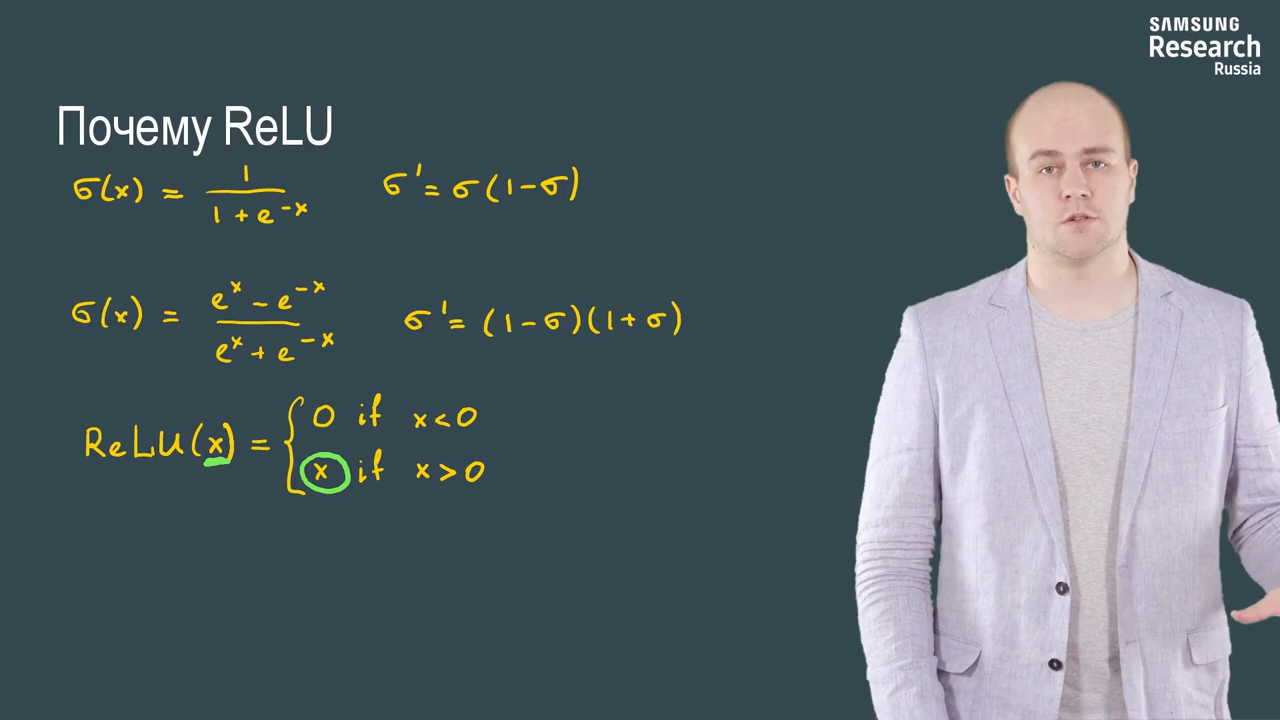 SAMSUNG
Research
Russia
Почему ReLU
σ(x) = 1 / (1 + e^{-x}) σ' = σ(1-σ)
σ(x) = (e^x - e^{-x}) / (e^x + e^{-x}) σ' = (1-σ)(1+σ)
ReLU(x) = { 0 if x<0
x if x>0